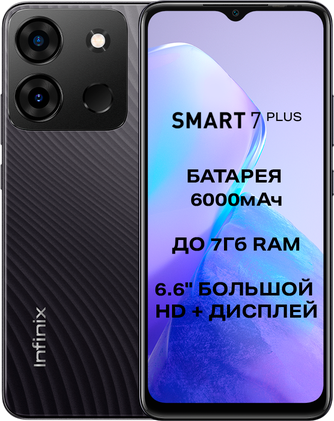 SMART 7 PLUS
БАТАРЕЯ
6000мАч
ДО 7Гб RAM
6.6" БОЛЬШОЙ
HD + ДИСПЛЕЙ
Infinix